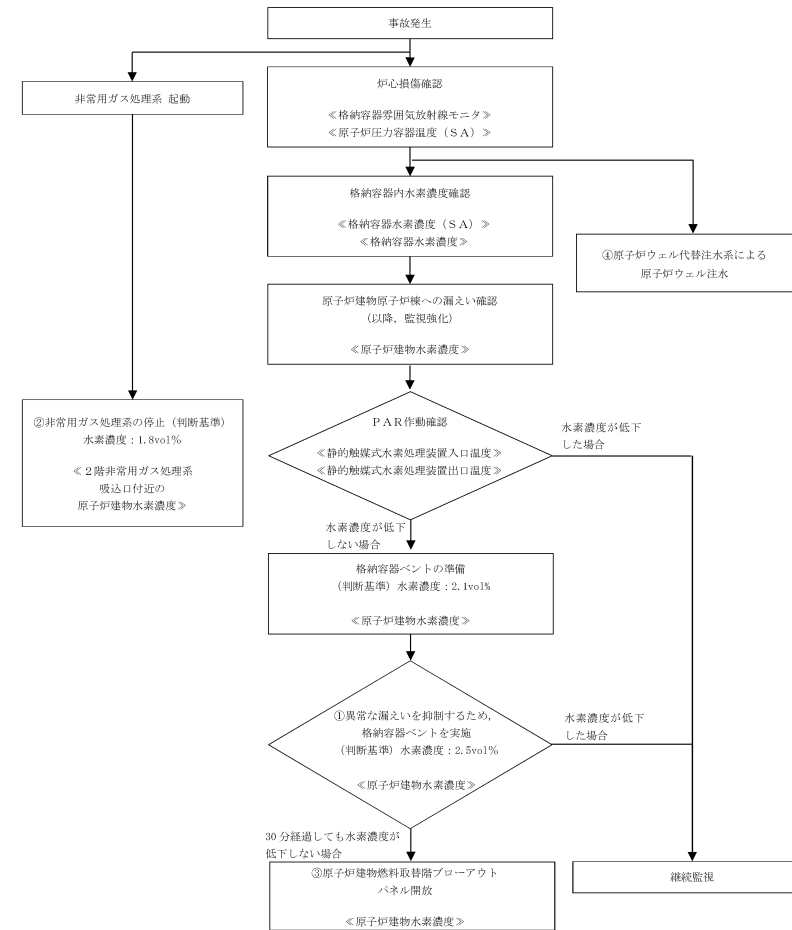 事故発生
非常用ガス処理系 起動
炉心損傷確認
≪格納容器雰囲気放射線モニタ≫
≪原子炉圧力容器温度（ＳＡ）≫
格納容器内水素濃度確認
≪格納容器水素濃度（ＳＡ）≫
≪格納容器水素濃度≫
④原子炉ウェル代替注水系による
原子炉ウェル注水
原子炉建物原子炉棟への漏えい確認
（以降，監視強化）
≪原子炉建物水素濃度≫
②非常用ガス処理系の停止（判断基準）
水素濃度：1.8vol%
≪２階非常用ガス処理系
吸込口付近の
原子炉建物水素濃度≫
ＰＡＲ作動確認
≪静的触媒式水素処理装置入口温度≫
≪静的触媒式水素処理装置出口温度≫
水素濃度が低下
した場合
水素濃度が低下
しない場合
格納容器ベントの準備
（判断基準）水素濃度：2.1vol%
≪原子炉建物水素濃度≫
①異常な漏えいを抑制するため，
格納容器ベントを実施
（判断基準）水素濃度：2.5vol%
≪原子炉建物水素濃度≫
水素濃度が低下
した場合
30分経過しても水素濃度が
低下しない場合
③原子炉建物燃料取替階ブローアウト
パネル開放
≪原子炉建物水素濃度≫
継続監視